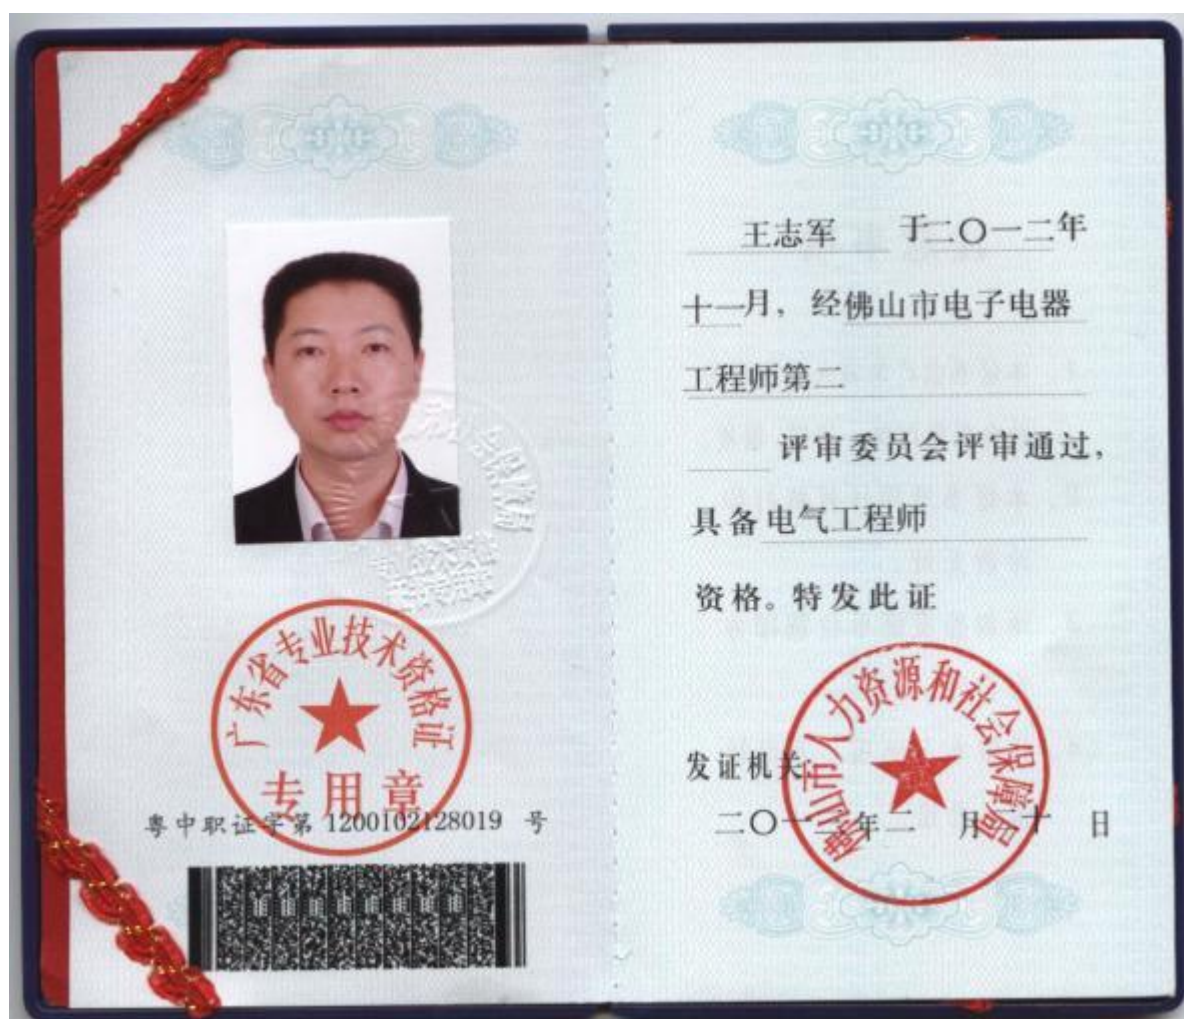 广东省专业技术资格证
专用章
粤中职证字第 1200102128019 号
王志军 于二〇一二年
十一月，经佛山市电子电器
工程师第二
评审委员会评审通过，
具备电气工程师
资格。特发此证
佛山市人力资源和社会保障局
发证机关：
二〇一三年二 月二十 日